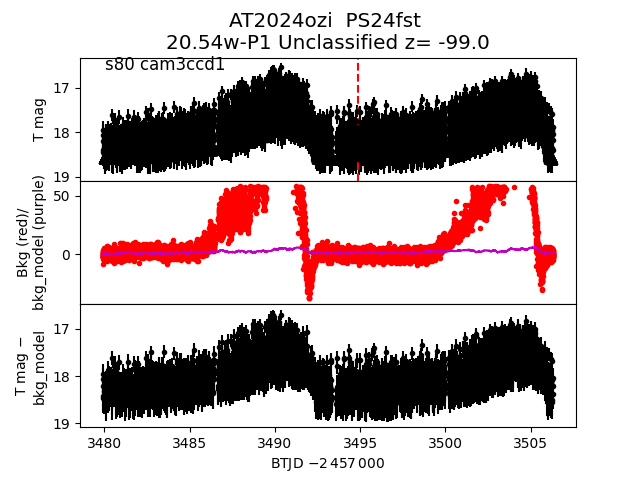 AT2024ozi  PS24fst
20.54w-P1 Unclassified z= -99.0
s80 cam3ccd1
T mag
17
18
19
Bkg (red)/
bkg_model (purple)
50
0
T mag −
bkg_model
17
18
19
3480 3485 3490 3495 3500 3505
BTJD −2 457 000